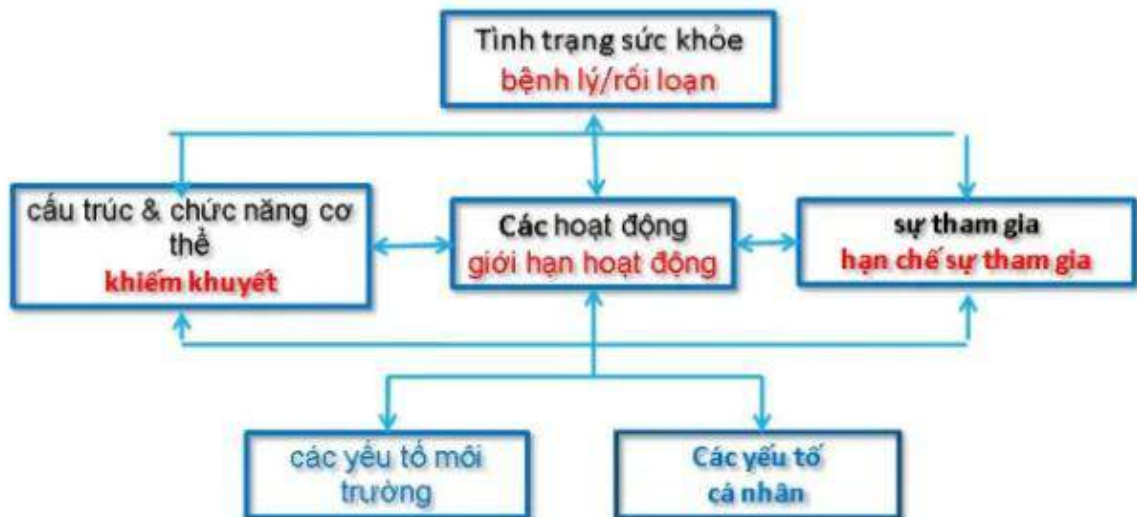 Tình trạng sức khỏe
bệnh lý/rối loạn
cấu trúc & chức năng cơ
thể
khiếm khuyết
Các hoạt động
giới hạn hoạt động
sự tham gia
hạn chế sự tham gia
các yếu tố môi
trường
Các yếu tố
cá nhân